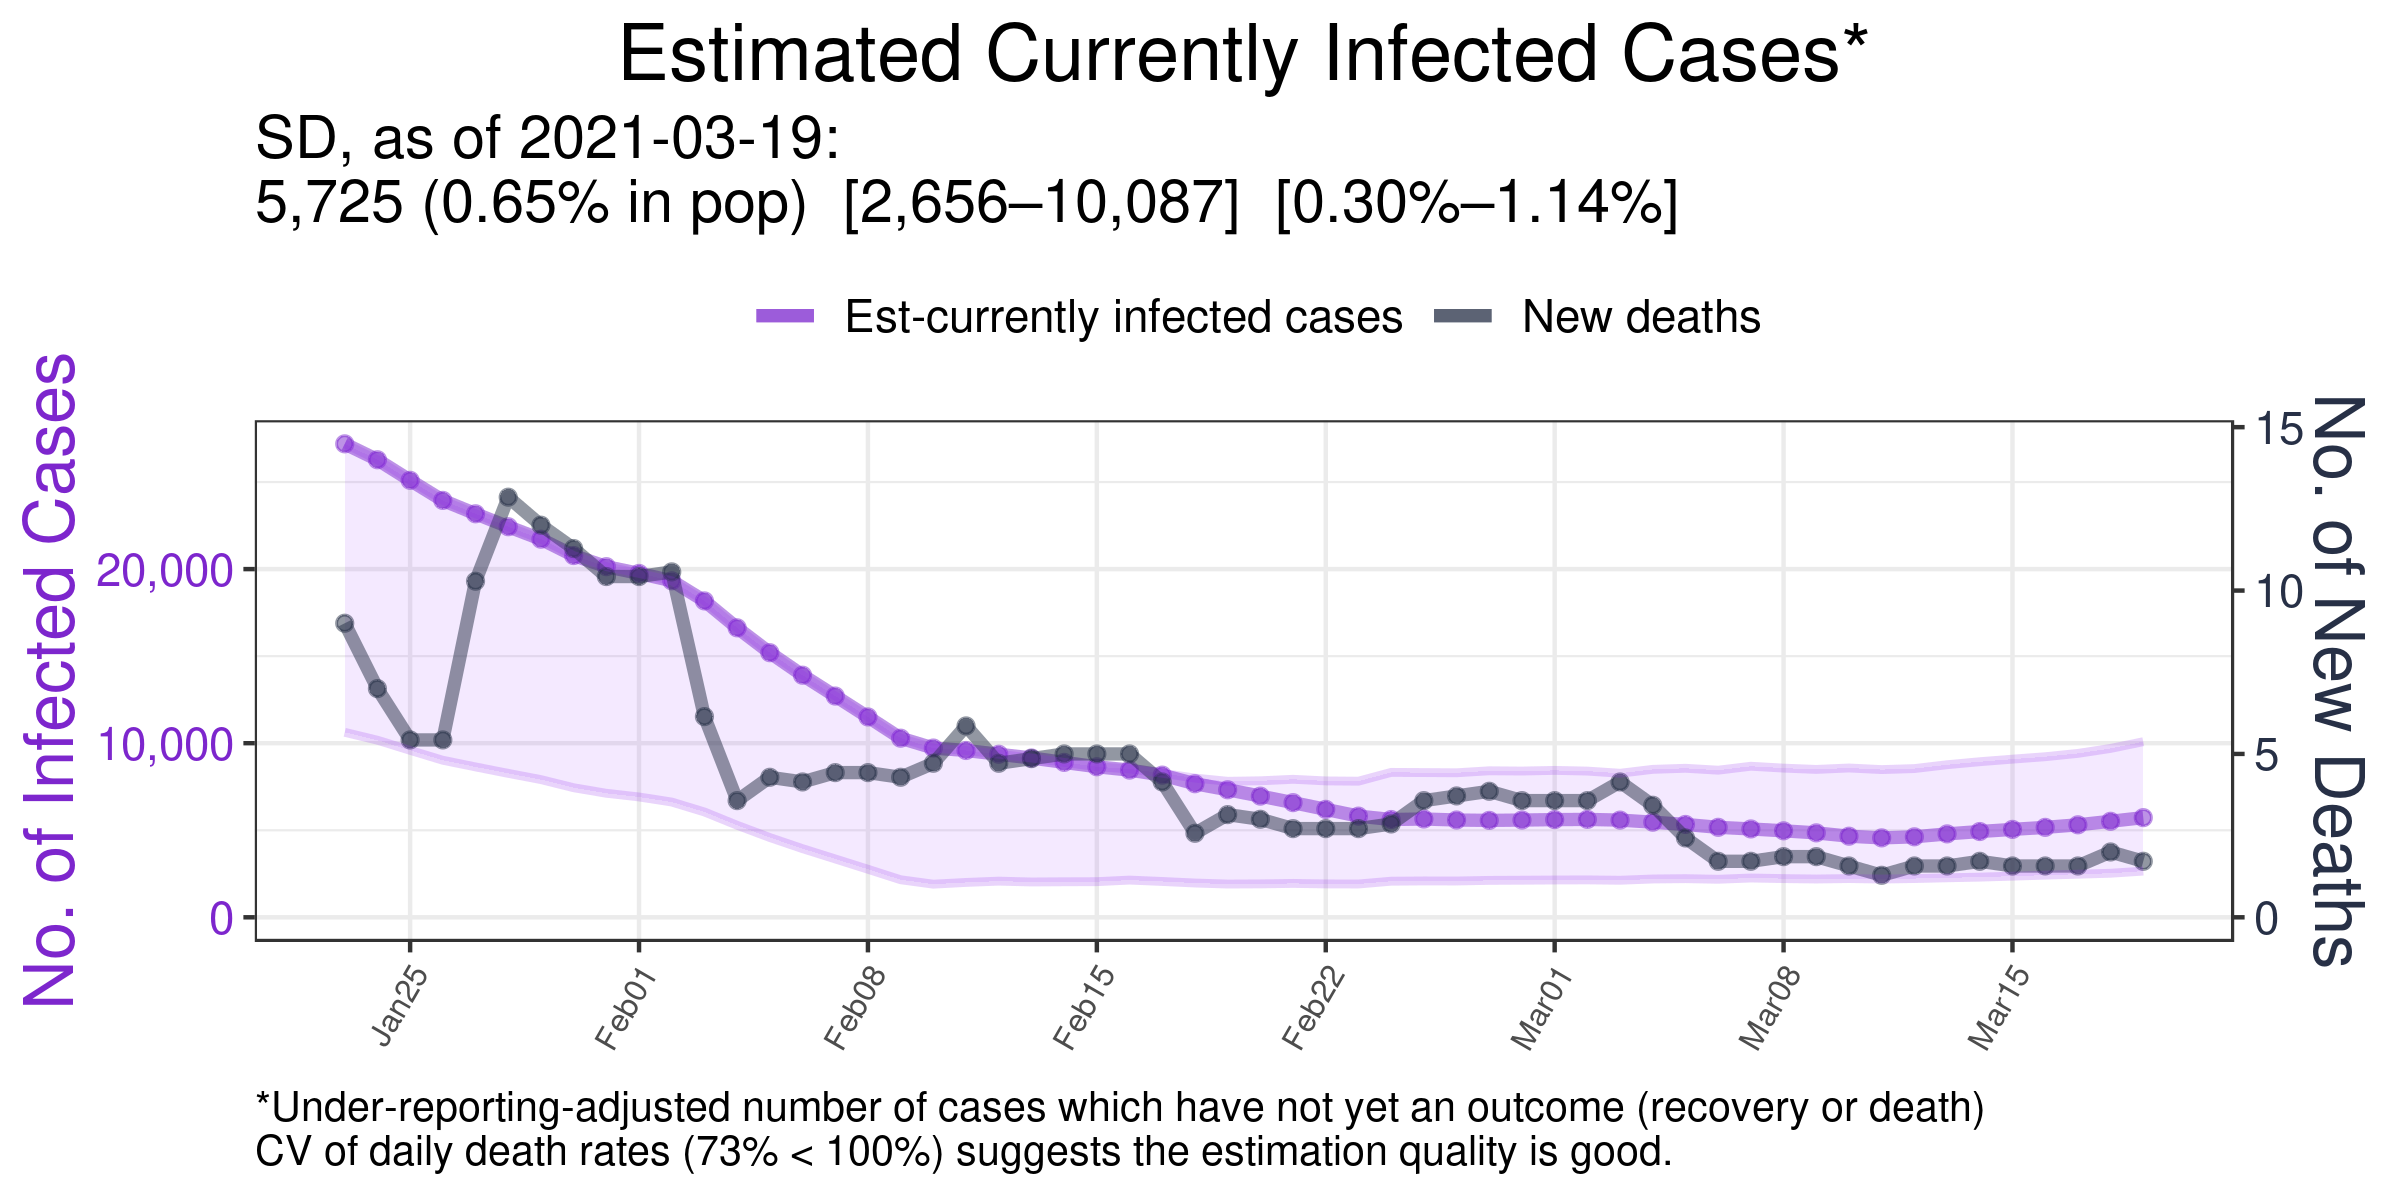 Estimated Currently Infected Cases*
SD, as of 2021-03-19:
5,725 (0.65% in pop)  [2,656–10,087]  [0.30%–1.14%]
Est-currently infected cases
New deaths
No. of Infected Cases
20,000
10,000
0
15
10
5
0
No. of New Deaths
Jan25
Feb01
Feb08
Feb15
Feb22
Mar01
Mar08
Mar15
*Under-reporting-adjusted number of cases which have not yet an outcome (recovery or death)
CV of daily death rates (73% < 100%) suggests the estimation quality is good.